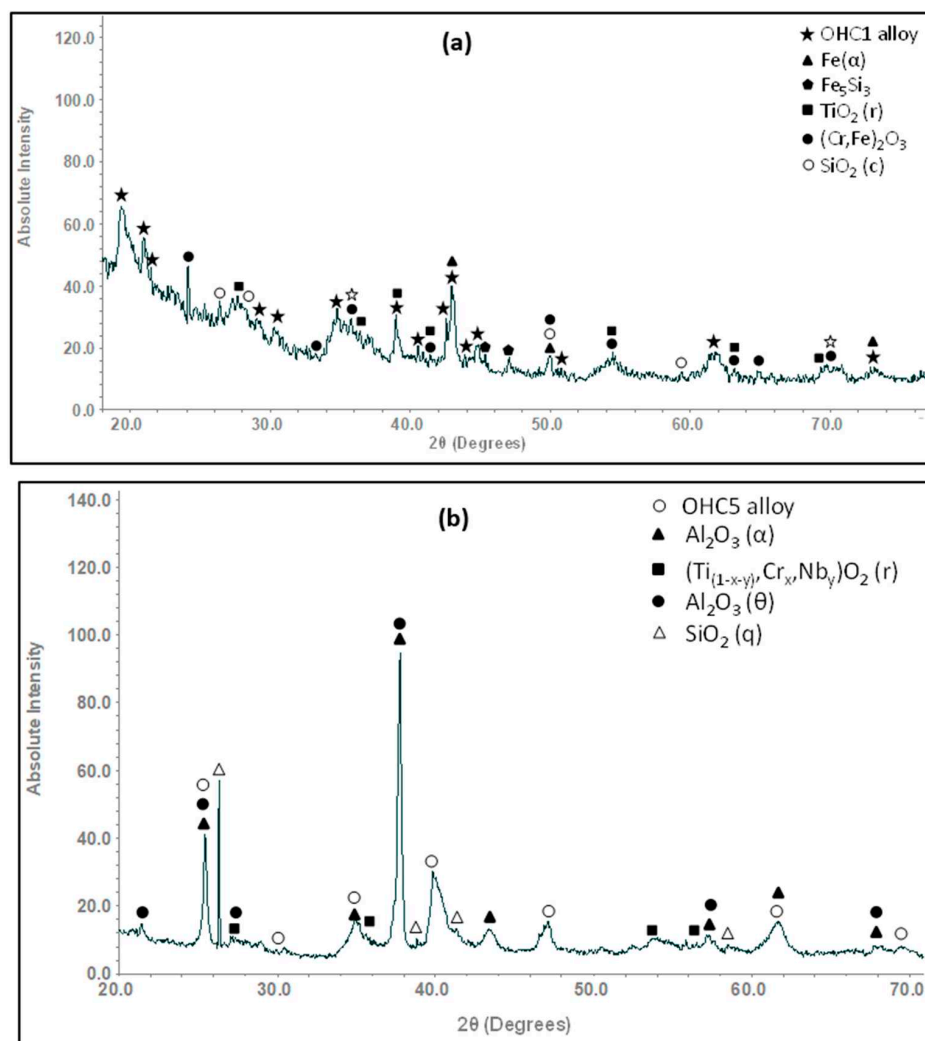 (a)
★ OHC1 alloy
▲ Fe(α)
⬟ Fe₅Si₃
■ TiO₂ (r)
● (Cr,Fe)₂O₃
○ SiO₂ (c)
Absolute Intensity
120.0
100.0
80.0
60.0
40.0
20.0
0.0
20.0 30.0 40.0 50.0 60.0 70.0
2θ (Degrees)
(b)
○ OHC5 alloy
▲ Al₂O₃ (α)
■ (Ti₍₁₋ₓ₋ᵧ₎,Crₓ,Nbᵧ)O₂ (r)
● Al₂O₃ (θ)
△ SiO₂ (q)
Absolute Intensity
140.0
120.0
100.0
80.0
60.0
40.0
20.0
0.0
20.0 30.0 40.0 50.0 60.0 70.0
2θ (Degrees)